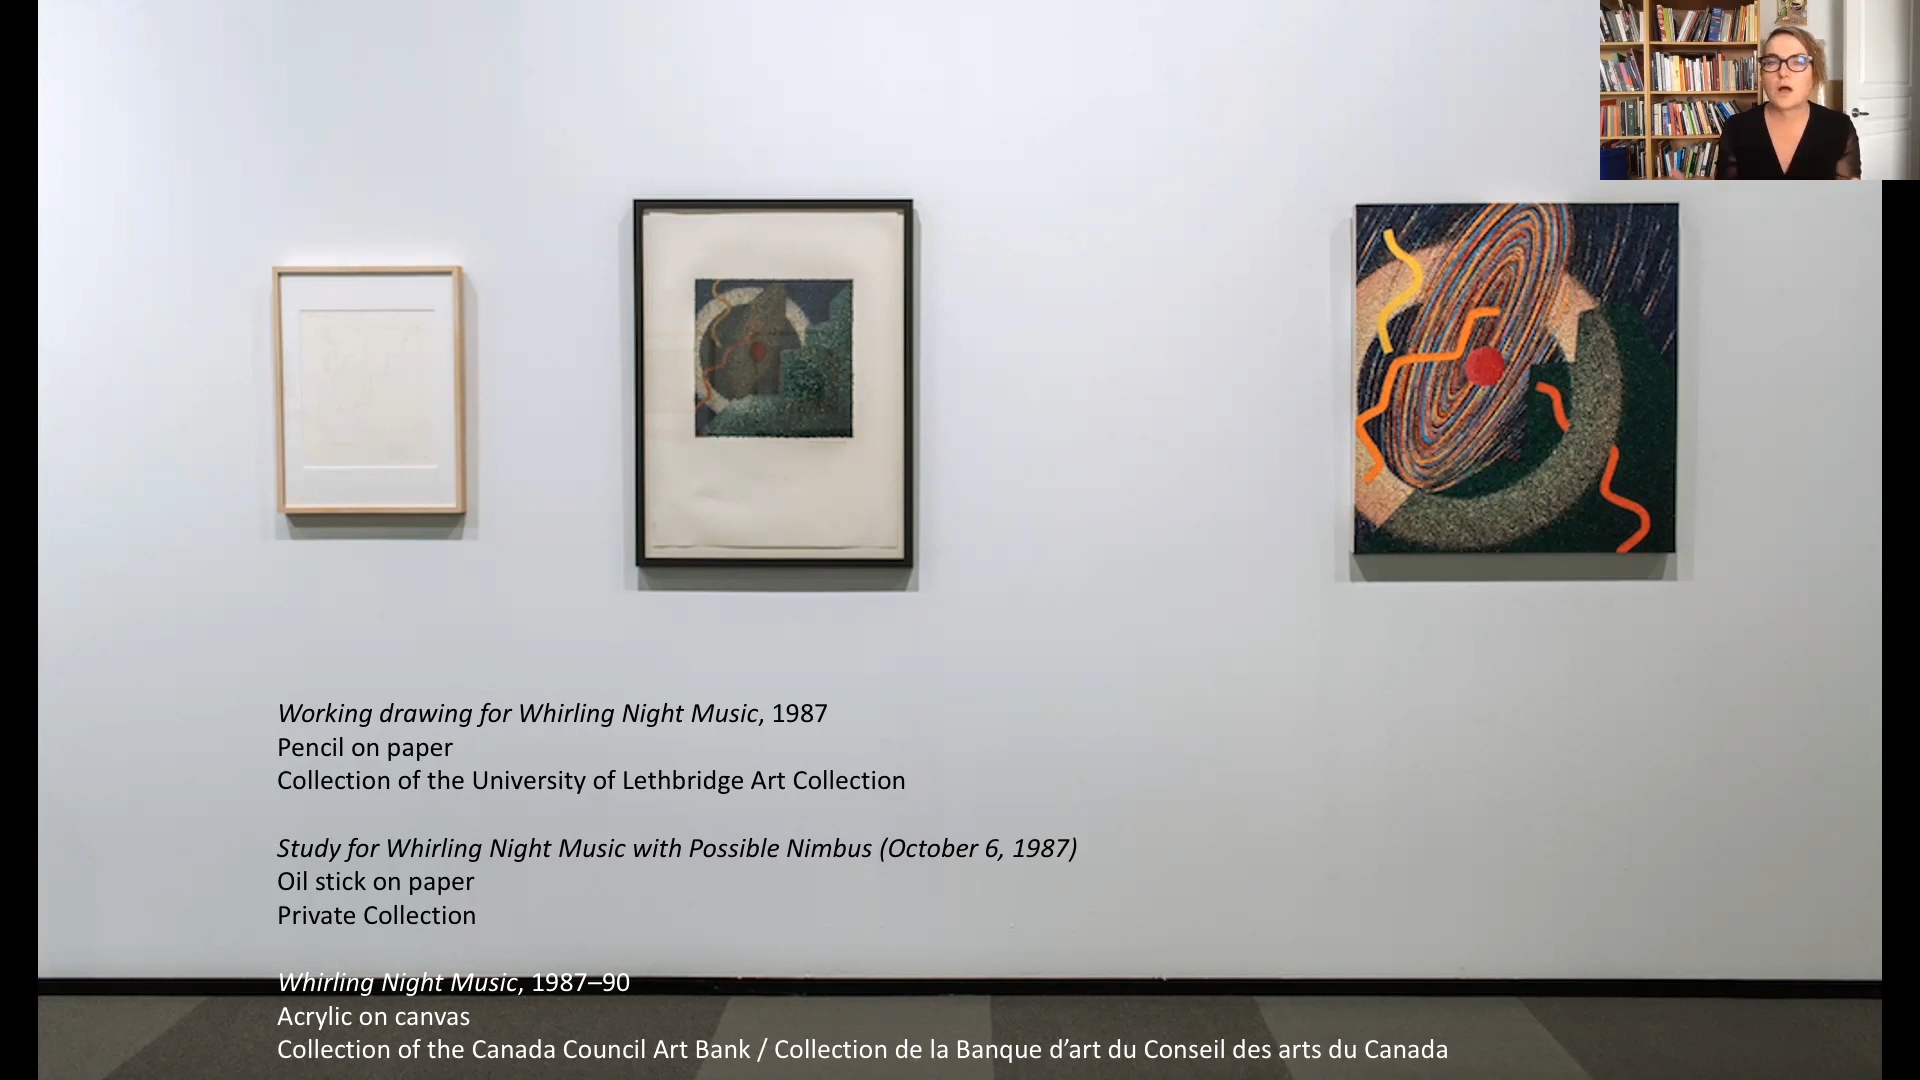 Working drawing for Whirling Night Music, 1987
Pencil on paper
Collection of the University of Lethbridge Art Collection
Study for Whirling Night Music with Possible Nimbus (October 6, 1987)
Oil stick on paper
Private Collection
Whirling Night Music, 1987–90
Acrylic on canvas
Collection of the Canada Council Art Bank / Collection de la Banque d’art du Conseil des arts du Canada